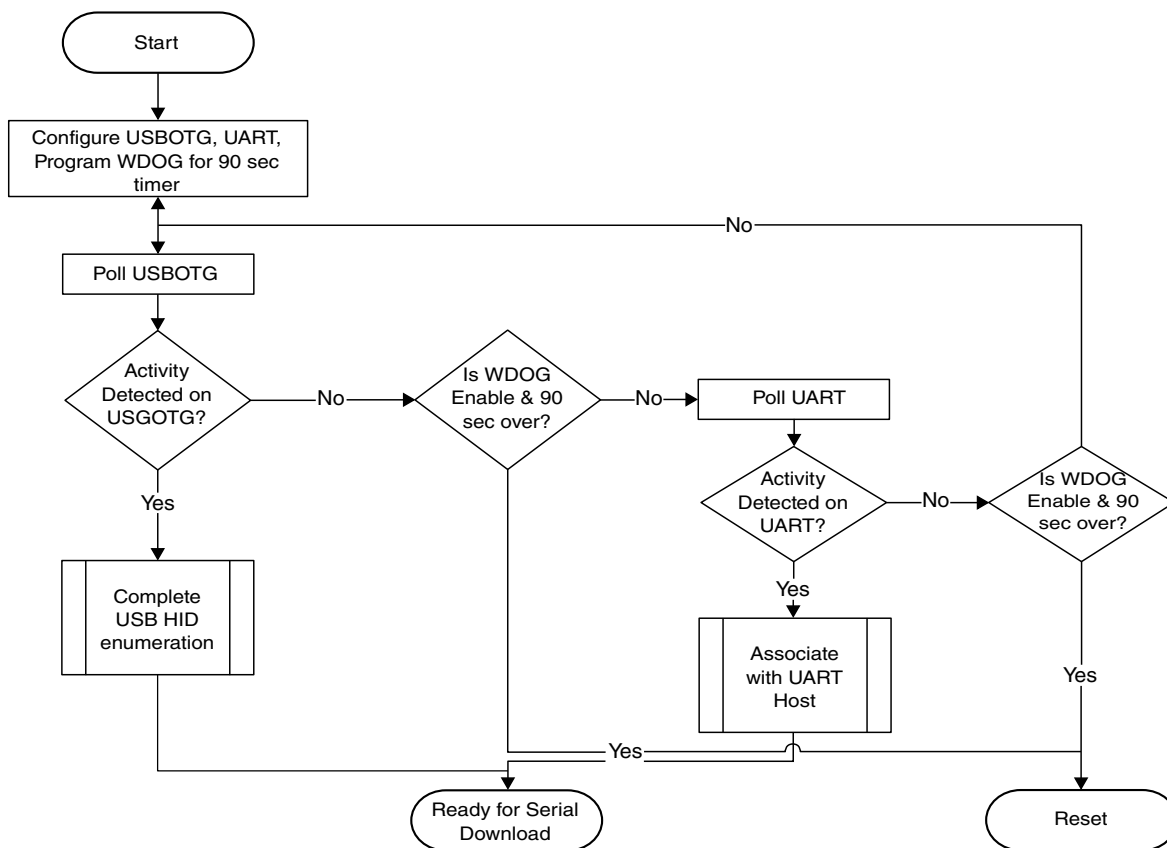 Start
Configure USBOTG, UART,
Program WDOG for 90 sec
timer
No
Poll USBOTG
Activity
Detected on
USGOTG?
No
Is WDOG
Enable & 90
sec over?
No
Poll UART
Activity
Detected on
UART?
No
Is WDOG
Enable & 90
sec over?
Yes
Complete
USB HID
enumeration
Yes
Associate
with UART
Host
Yes
Yes
Ready for Serial
Download
Reset